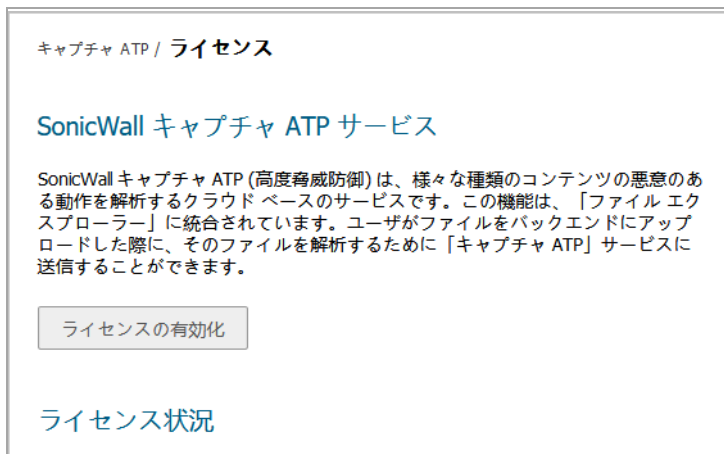 キャプチャ ATP / ライセンス
SonicWall キャプチャ ATP サービス
SonicWall キャプチャ ATP (高度脅威防御) は、様々な種類のコンテンツの悪意のあ
る動作を解析するクラウド ベースのサービスです。この機能は、「ファイル エク
スプローラー」に統合されています。ユーザがファイルをバックエンドにアップ
ロードした際に、そのファイルを解析するために「キャプチャ ATP」サービスに
送信することができます。
ライセンスの有効化
ライセンス状況